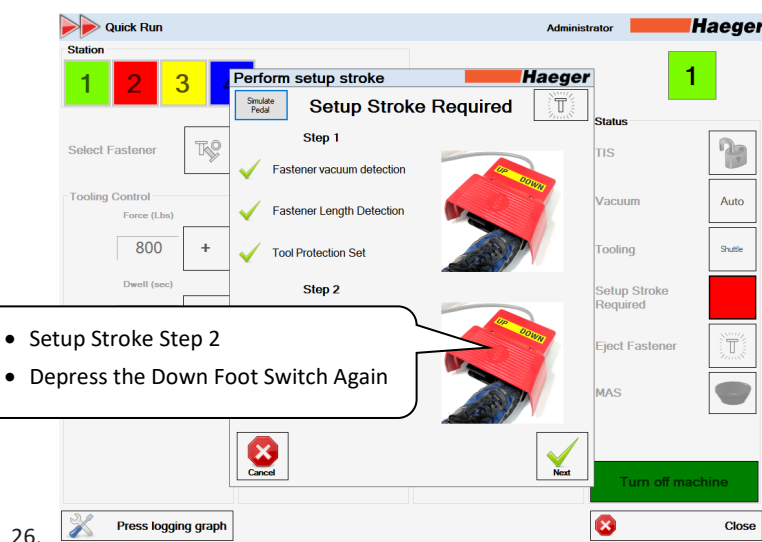 Quick Run
Administrator
Haeger
Station
1
2
3
Perform setup stroke
Haeger
Simulate
Pedal
Setup Stroke Required
1
Step 1
Status
Select Fastener
TIS
Fastener vacuum detection
UP DOWN
Tooling Control
Force (Lbs)
Vacuum
Auto
Fastener Length Detection
800
+
Tool Protection Set
Tooling
Shuttle
Dwell (sec)
Step 2
Setup Stroke
Required
• Setup Stroke Step 2
• Depress the Down Foot Switch Again
UP DOWN
Eject Fastener
MAS
Cancel
Next
Turn off machine
26.
Press logging graph
Close